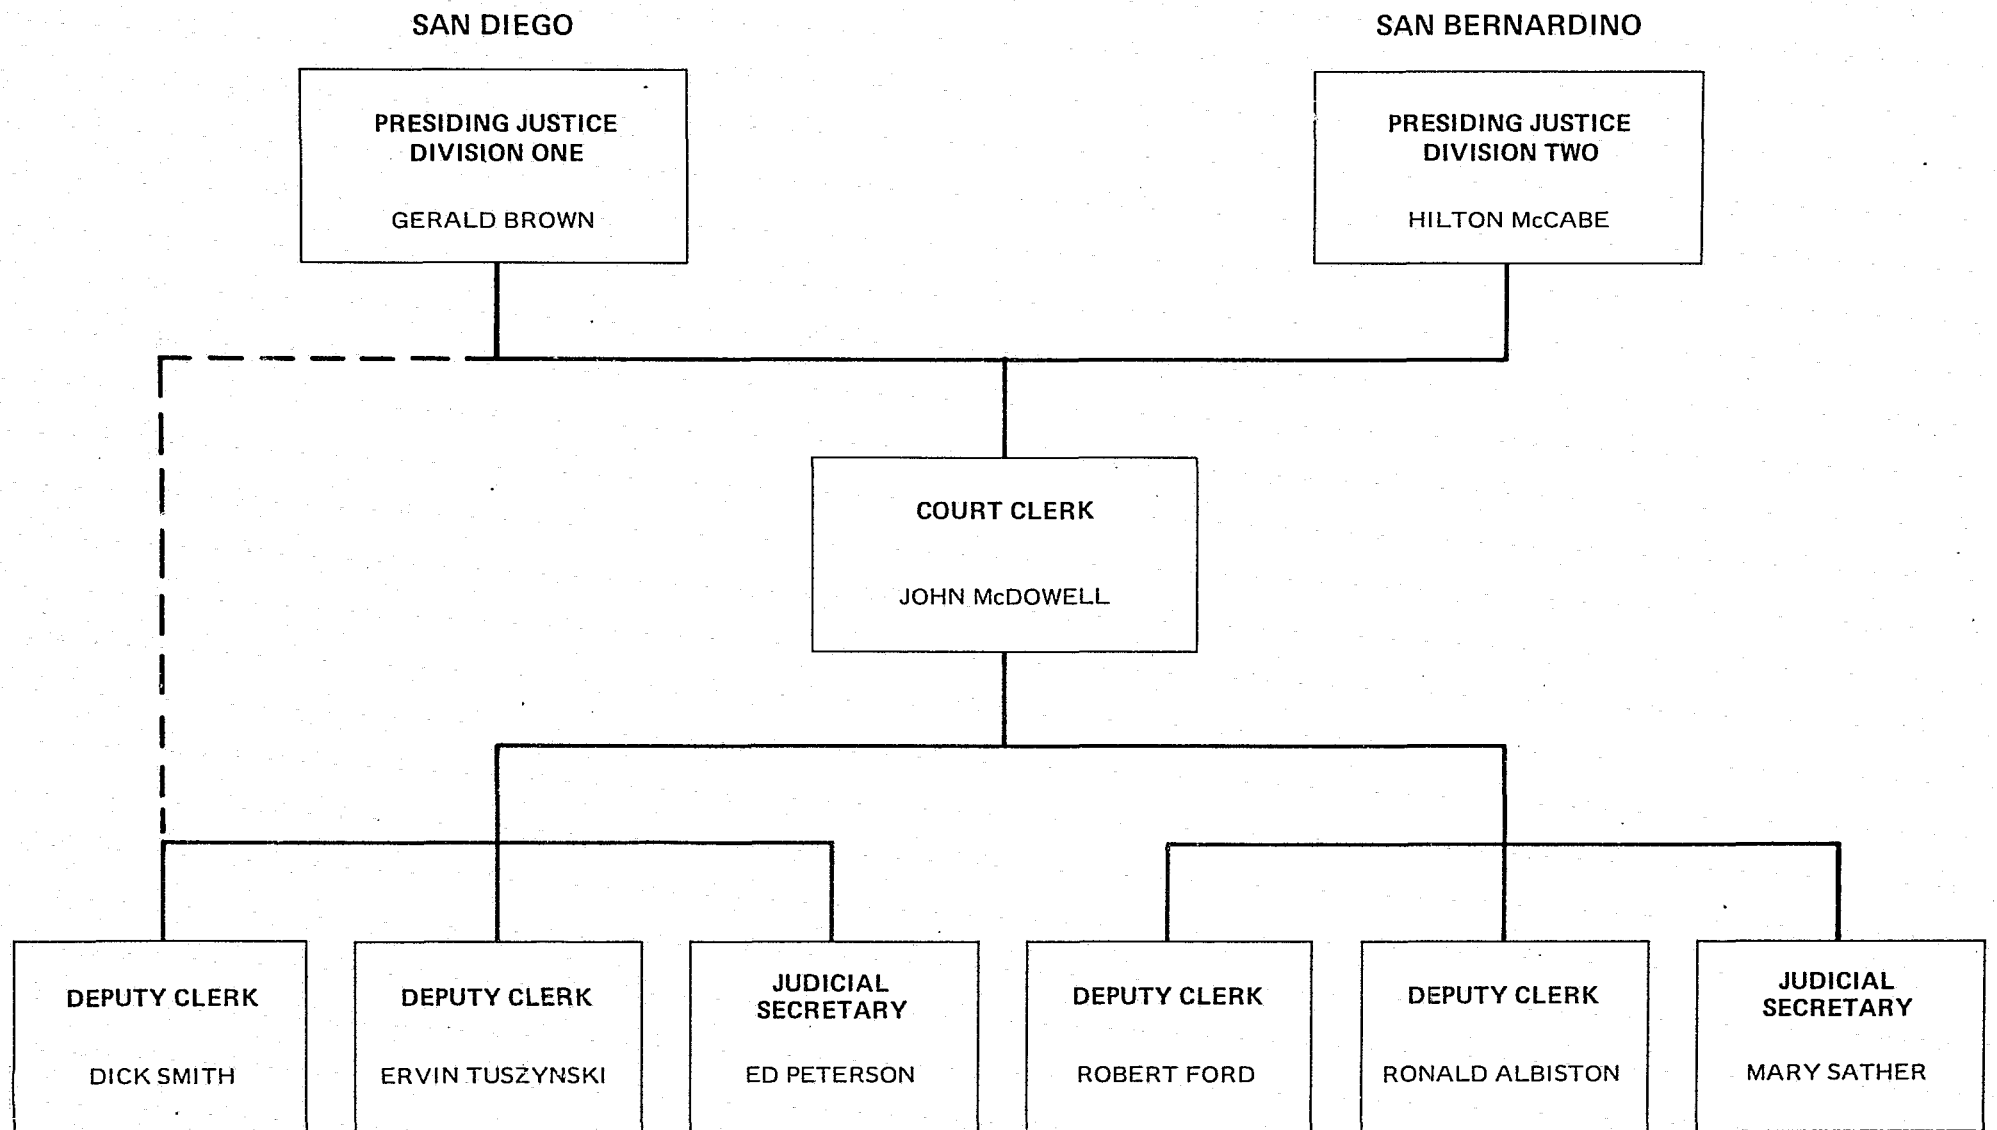 SAN DIEGO
SAN BERNARDINO
PRESIDING JUSTICE
DIVISION ONE
GERALD BROWN
PRESIDING JUSTICE
DIVISION TWO
HILTON McCABE
COURT CLERK
JOHN McDOWELL
DEPUTY CLERK
DICK SMITH
DEPUTY CLERK
ERVIN TUSZYNSKI
JUDICIAL
SECRETARY
ED PETERSON
DEPUTY CLERK
ROBERT FORD
DEPUTY CLERK
RONALD ALBISTON
JUDICIAL
SECRETARY
MARY SATHER